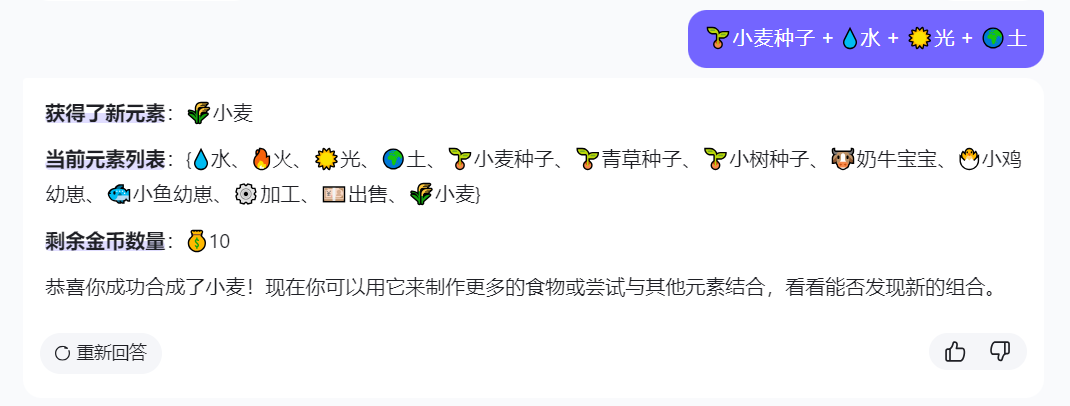 🌱小麦种子 + 💧水 + ☀️光 + 🌍土
获得了新元素：🌾小麦
当前元素列表：{💧水、🔥火、☀️光、🌍土、🌱小麦种子、🌱青草种子、🌱小树种子、🐮奶牛宝宝、🐣小鸡
幼崽、🐟小鱼幼崽、⚙️加工、💴出售、🌾小麦}
剩余金币数量：💰10
恭喜你成功合成了小麦！现在你可以用它来制作更多的食物或尝试与其他元素结合，看看能否发现新的组合。
重新回答